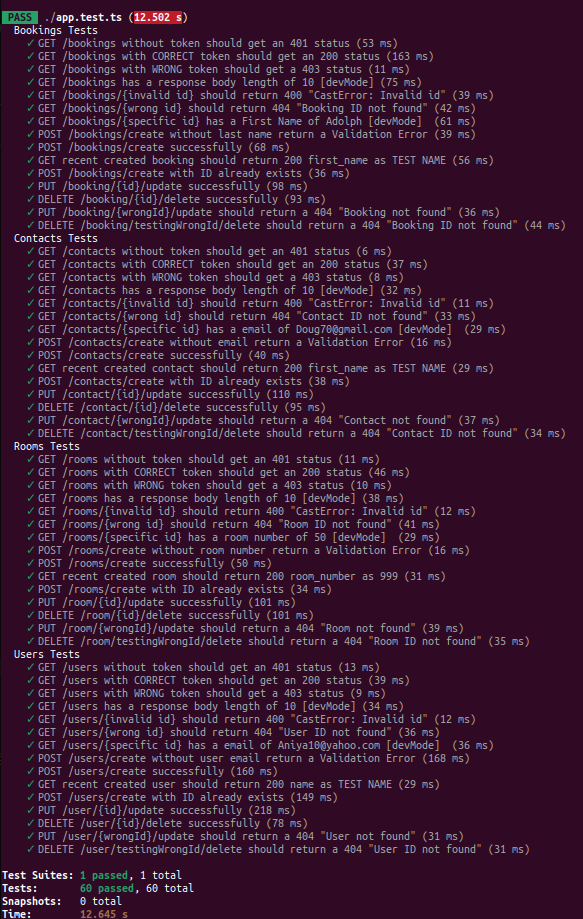 PASS ./app.test.ts (12.502 s)
Bookings Tests
✓ GET /bookings without token should get an 401 status (53 ms)
✓ GET /bookings with CORRECT token should get an 200 status (163 ms)
✓ GET /bookings with WRONG token should get a 403 status (11 ms)
✓ GET /bookings has a response body length of 10 [devMode] (75 ms)
✓ GET /bookings/{invalid id} should return 400 "CastError: Invalid id" (39 ms)
✓ GET /bookings/{wrong id} should return 404 "Booking ID not found" (42 ms)
✓ GET /bookings/{specific id} has a First Name of Adolph [devMode]  (61 ms)
✓ POST /bookings/create without last name return a Validation Error (39 ms)
✓ POST /bookings/create successfully (68 ms)
✓ GET recent created booking should return 200 first_name as TEST NAME (56 ms)
✓ POST /bookings/create with ID already exists (36 ms)
✓ PUT /booking/{id}/update successfully (98 ms)
✓ DELETE /booking/{id}/delete successfully (93 ms)
✓ PUT /booking/{wrongId}/update should return a 404 "Booking not found" (36 ms)
✓ DELETE /booking/testingWrongId/delete should return a 404 "Booking ID not found" (44 ms)
Contacts Tests
✓ GET /contacts without token should get an 401 status (6 ms)
✓ GET /contacts with CORRECT token should get an 200 status (37 ms)
✓ GET /contacts with WRONG token should get a 403 status (8 ms)
✓ GET /contacts has a response body length of 10 [devMode] (32 ms)
✓ GET /contacts/{invalid id} should return 400 "CastError: Invalid id" (11 ms)
✓ GET /contacts/{wrong id} should return 404 "Contact ID not found" (33 ms)
✓ GET /contacts/{specific id} has a email of Doug70@gmail.com [devMode]  (29 ms)
✓ POST /contacts/create without email return a Validation Error (16 ms)
✓ POST /contacts/create successfully (40 ms)
✓ GET recent created contact should return 200 first_name as TEST NAME (29 ms)
✓ POST /contacts/create with ID already exists (38 ms)
✓ PUT /contact/{id}/update successfully (110 ms)
✓ DELETE /contact/{id}/delete successfully (95 ms)
✓ PUT /contact/{wrongId}/update should return a 404 "Contact not found" (37 ms)
✓ DELETE /contact/testingWrongId/delete should return a 404 "Contact ID not found" (34 ms)
Rooms Tests
✓ GET /rooms without token should get an 401 status (11 ms)
✓ GET /rooms with CORRECT token should get an 200 status (46 ms)
✓ GET /rooms with WRONG token should get a 403 status (10 ms)
✓ GET /rooms has a response body length of 10 [devMode] (38 ms)
✓ GET /rooms/{invalid id} should return 400 "CastError: Invalid id" (12 ms)
✓ GET /rooms/{wrong id} should return 404 "Room ID not found" (41 ms)
✓ GET /rooms/{specific id} has a room number of 50 [devMode]  (29 ms)
✓ POST /rooms/create without room number return a Validation Error (16 ms)
✓ POST /rooms/create successfully (50 ms)
✓ GET recent created room should return 200 room_number as 999 (31 ms)
✓ POST /rooms/create with ID already exists (34 ms)
✓ PUT /room/{id}/update successfully (101 ms)
✓ DELETE /room/{id}/delete successfully (101 ms)
✓ PUT /room/{wrongId}/update should return a 404 "Room not found" (39 ms)
✓ DELETE /room/testingWrongId/delete should return a 404 "Room ID not found" (35 ms)
Users Tests
✓ GET /users without token should get an 401 status (13 ms)
✓ GET /users with CORRECT token should get an 200 status (39 ms)
✓ GET /users with WRONG token should get a 403 status (9 ms)
✓ GET /users has a response body length of 10 [devMode] (34 ms)
✓ GET /users/{invalid id} should return 400 "CastError: Invalid id" (12 ms)
✓ GET /users/{wrong id} should return 404 "User ID not found" (36 ms)
✓ GET /users/{specific id} has a email of Aniya10@yahoo.com [devMode]  (36 ms)
✓ POST /users/create without user email return a Validation Error (168 ms)
✓ POST /users/create successfully (160 ms)
✓ GET recent created user should return 200 name as TEST NAME (29 ms)
✓ POST /users/create with ID already exists (149 ms)
✓ PUT /user/{id}/update successfully (218 ms)
✓ DELETE /user/{id}/delete successfully (78 ms)
✓ PUT /user/{wrongId}/update should return a 404 "User not found" (31 ms)
✓ DELETE /user/testingWrongId/delete should return a 404 "User ID not found" (31 ms)
Test Suites: 1 passed, 1 total
Tests: 60 passed, 60 total
Snapshots: 0 total
Time: 12.645 s